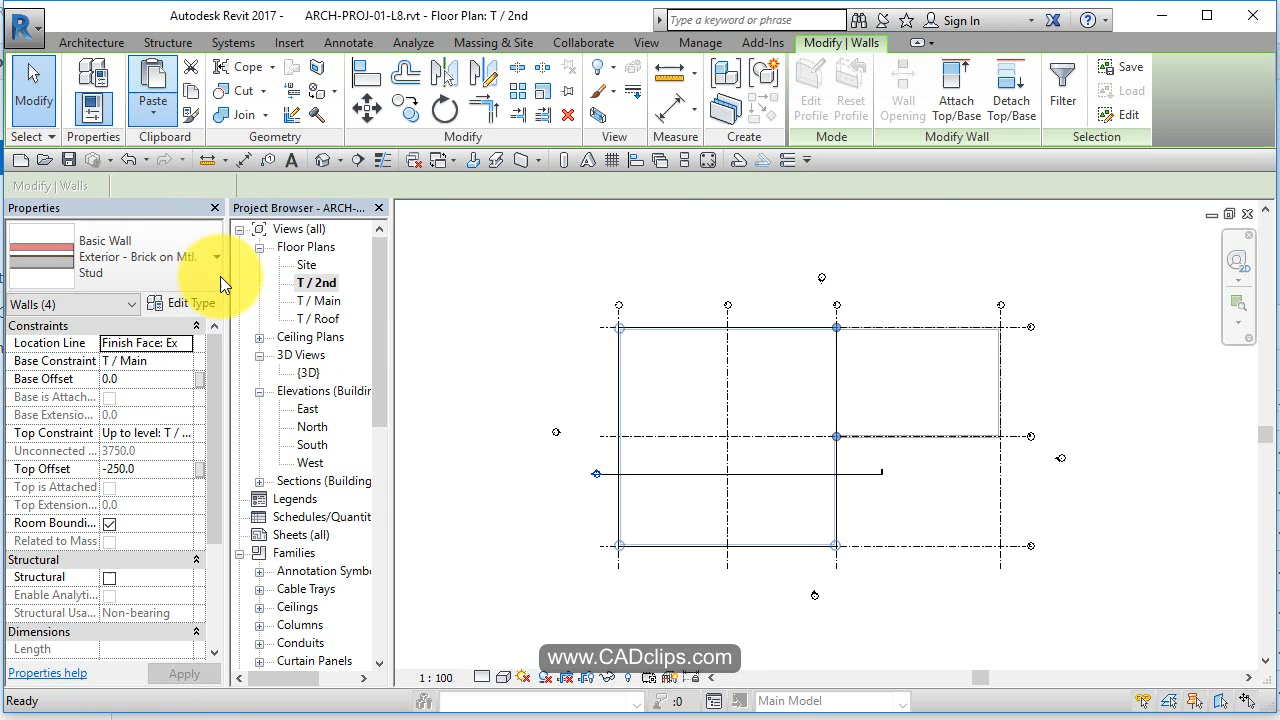 Autodesk Revit 2017 - ARCH-PROJ-01-L8.rvt - Floor Plan: T / 2nd
Type a keyword or phrase
Sign In
Architecture Structure Systems Insert Annotate Analyze Massing & Site Collaborate View Manage Add-Ins Modify | Walls
Modify
Paste
Cope
Cut
Join
Edit Profile
Reset Profile
Wall Opening
Attach Top/Base
Detach Top/Base
Filter
Save
Load
Edit
Select Properties Clipboard Geometry Modify View Measure Create Mode Modify Wall Selection
Modify | Walls
Properties
Basic Wall
Exterior - Brick on Mtl.
Stud
Walls (4)
Edit Type
Constraints
Location Line Finish Face: Ex
Base Constraint T / Main
Base Offset 0.0
Base is Attach...
Base Extensio... 0.0
Top Constraint Up to level: T / ...
Unconnected ... 3750.0
Top Offset -250.0
Top is Attached
Top Extension... 0.0
Room Boundi...
Related to Mass
Structural
Structural
Enable Analyti...
Structural Usa... Non-bearing
Dimensions
Length
Properties help
Apply
Project Browser - ARCH-...
Views (all)
Floor Plans
Site
T / 2nd
T / Main
T / Roof
Ceiling Plans
3D Views
{3D}
Elevations (Buildin
East
North
South
West
Sections (Building
Legends
Schedules/Quantit
Sheets (all)
Families
Annotation Symbo
Cable Trays
Ceilings
Columns
Conduits
Curtain Panels
www.CADclips.com
1 : 100
Ready
:0
Main Model